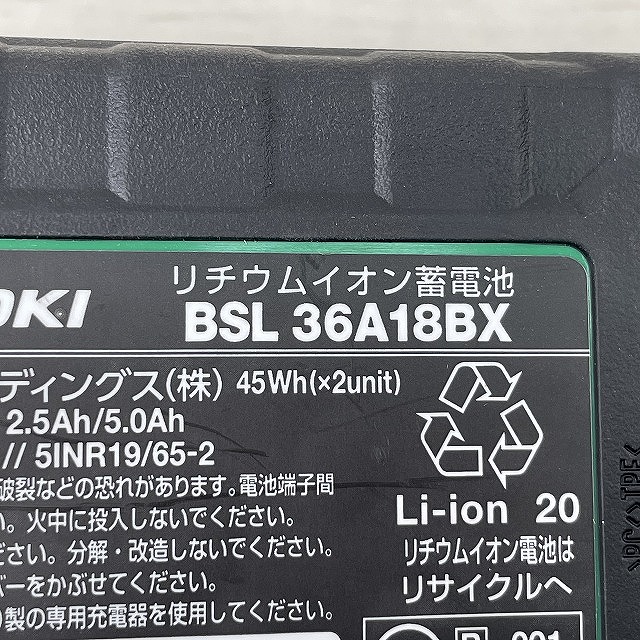 リチウムイオン蓄電池
OKI BSL 36A18BX
ディングス(株) 45Wh(×2unit)
2.5Ah/5.0Ah
// 5INR19/65-2
破裂などの恐れがあります。電池端子間
い。火中に投入しないでください。
ださい。分解・改造しないでください。
バーをかぶせてください。
製の専用充電器を使用してください。
Li-ion 20
リチウムイオン電池は
リサイクルへ